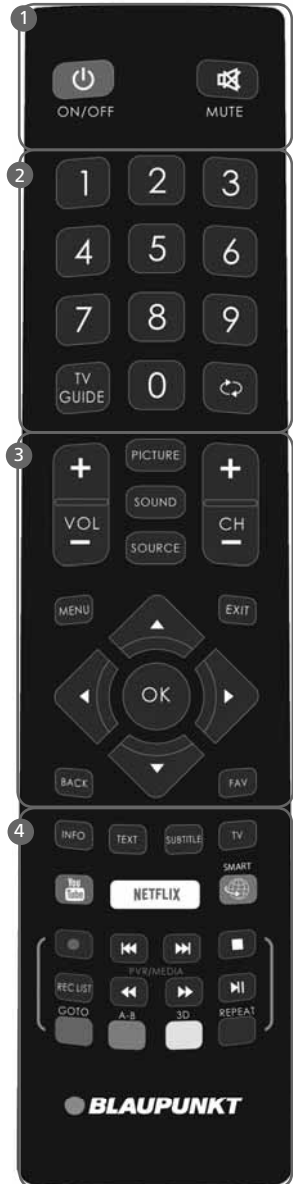 1
ON/OFF MUTE
2
1 2 3
4 5 6
7 8 9
TV GUIDE 0
3
+ PICTURE +
SOUND
VOL CH
- SOURCE -
MENU EXIT
OK
BACK FAV
4
INFO TEXT SUBTITLE TV
SMART
You Tube NETFLIX
PVR/MEDIA
REC LIST
GOTO A-B 3D REPEAT
BLAUPUNKT